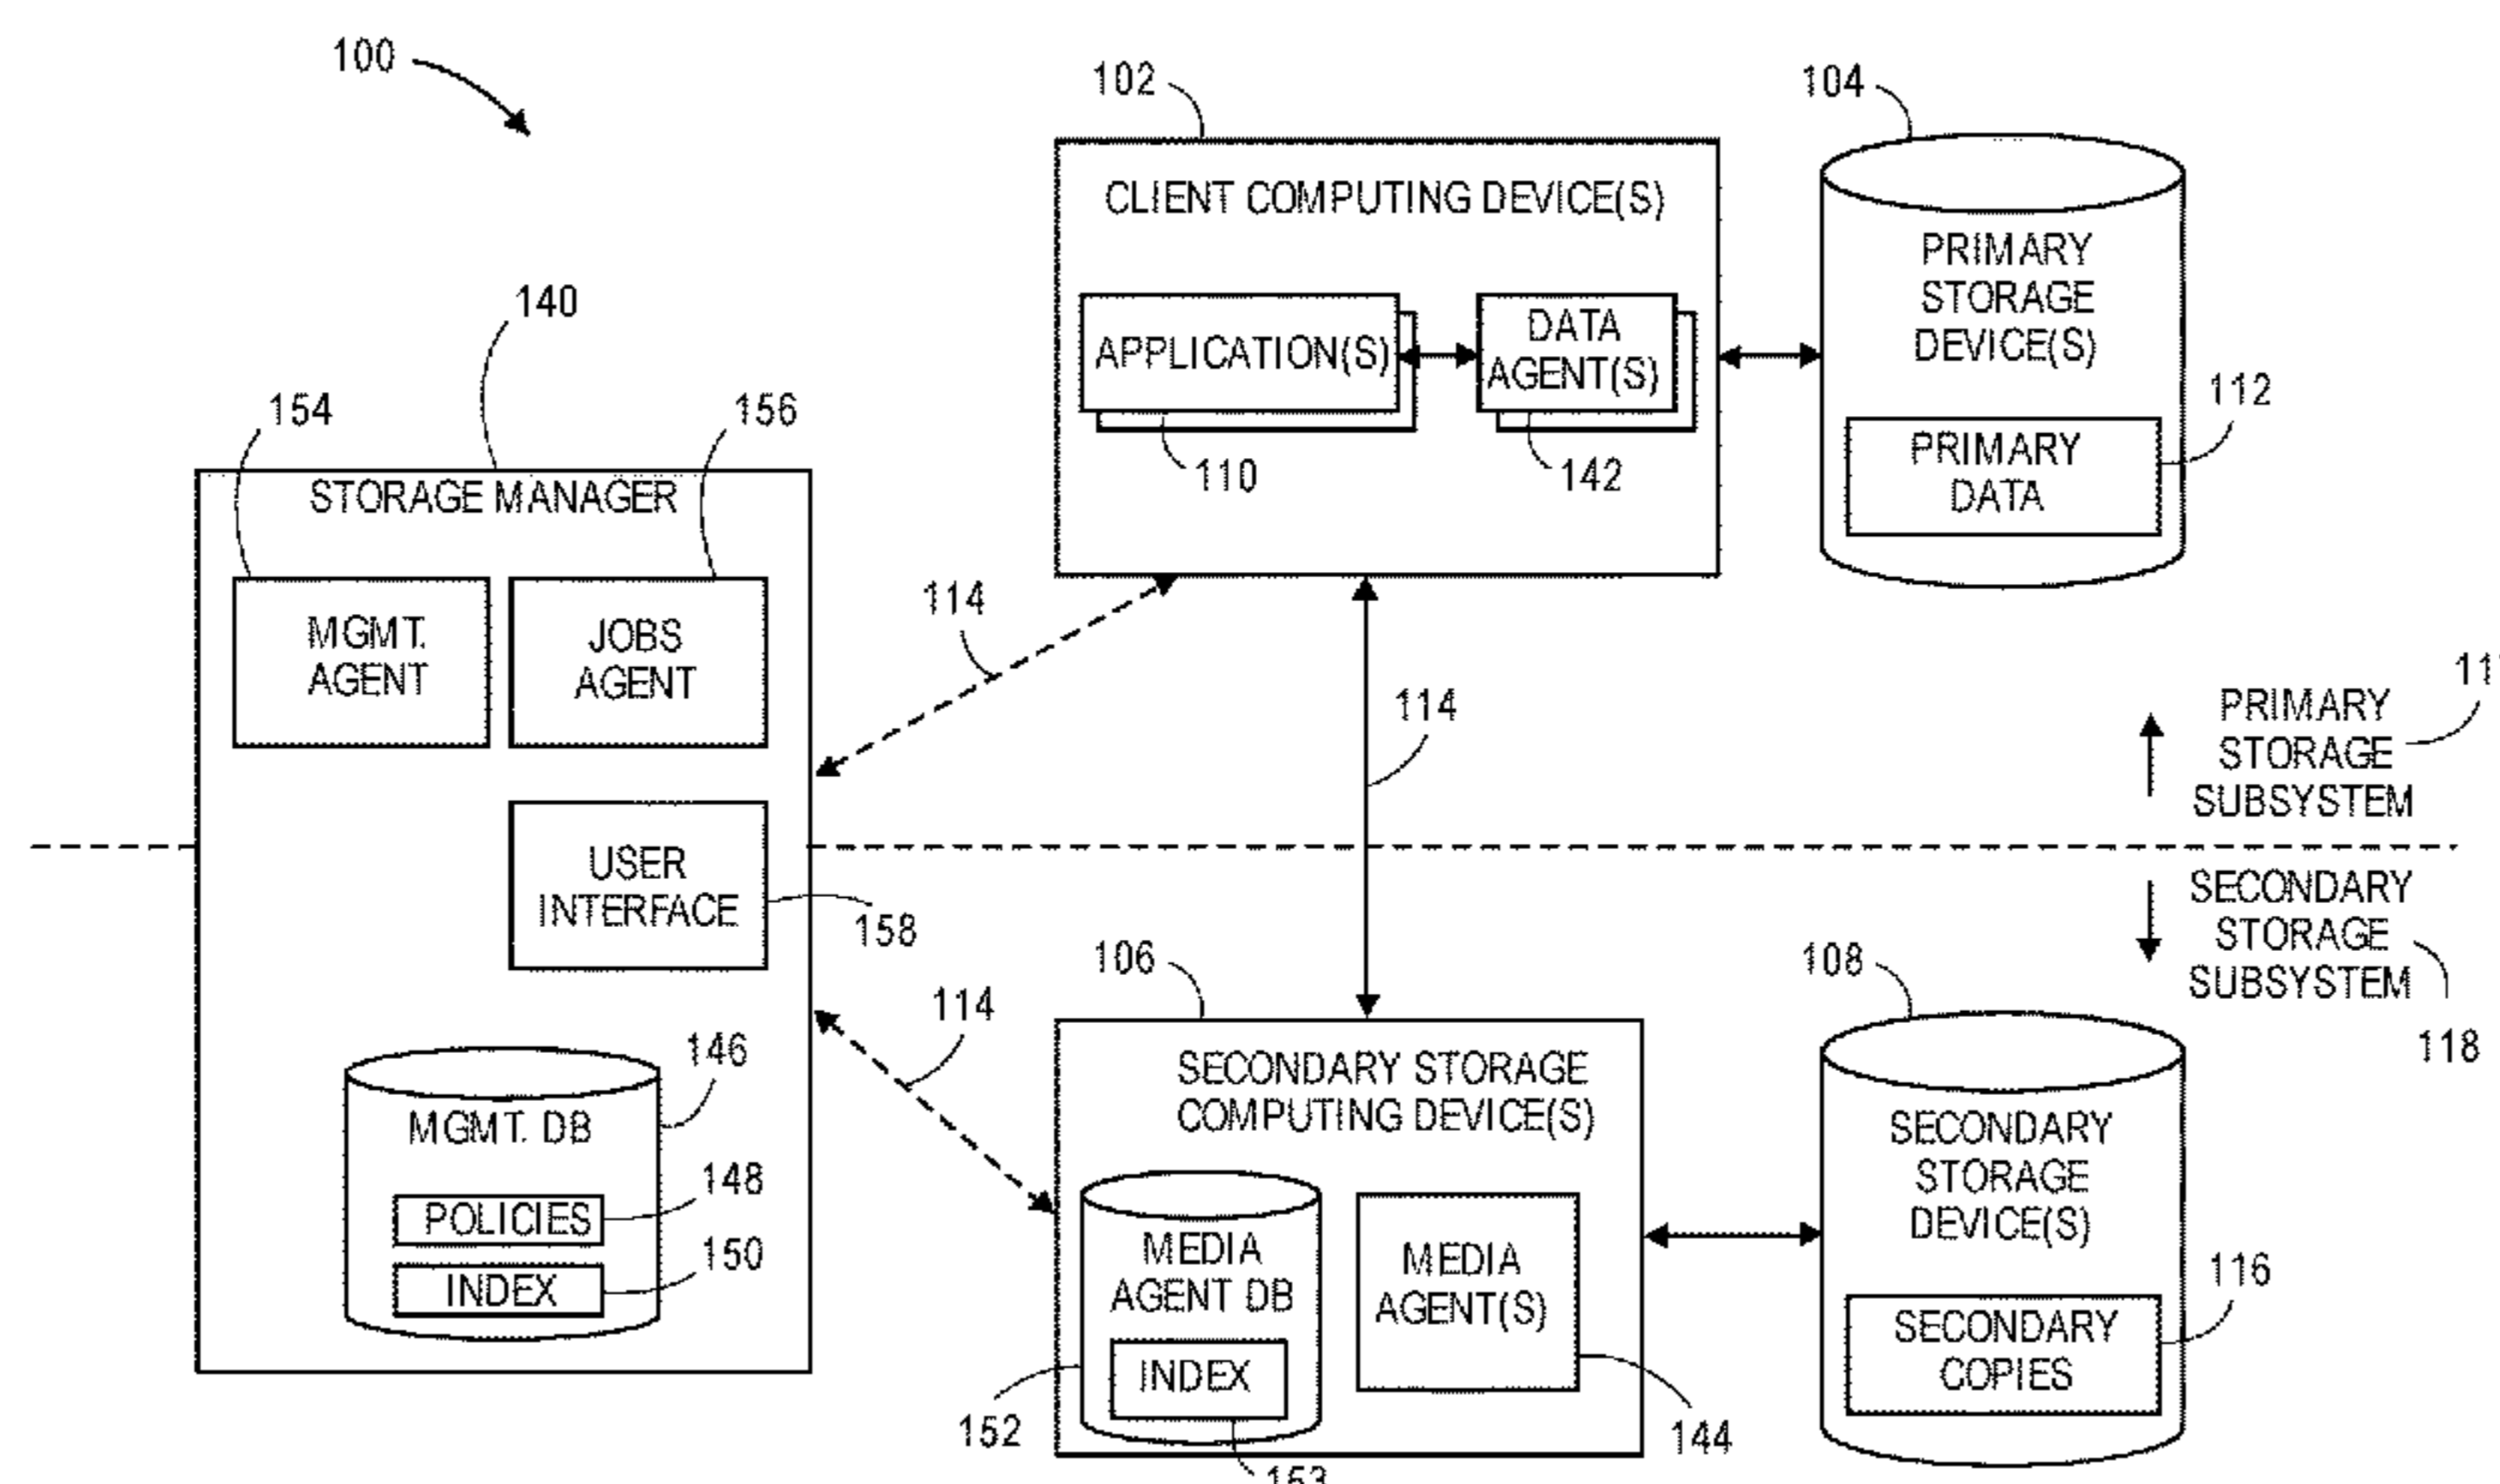 100
102
104
CLIENT COMPUTING DEVICE(S)
APPLICATION(S)
DATA
AGENT(S)
110
142
PRIMARY
STORAGE
DEVICE(S)
112
PRIMARY
DATA
140
154
156
STORAGE MANAGER
MGMT.
AGENT
JOBS
AGENT
114
114
PRIMARY
STORAGE
SUBSYSTEM
USER
INTERFACE
158
SECONDARY
STORAGE
SUBSYSTEM
118
114
106
108
146
MGMT. DB
148
POLICIES
150
INDEX
SECONDARY STORAGE
COMPUTING DEVICE(S)
MEDIA
AGENT DB
INDEX
MEDIA
AGENT(S)
152
144
SECONDARY
STORAGE
DEVICE(S)
116
SECONDARY
COPIES